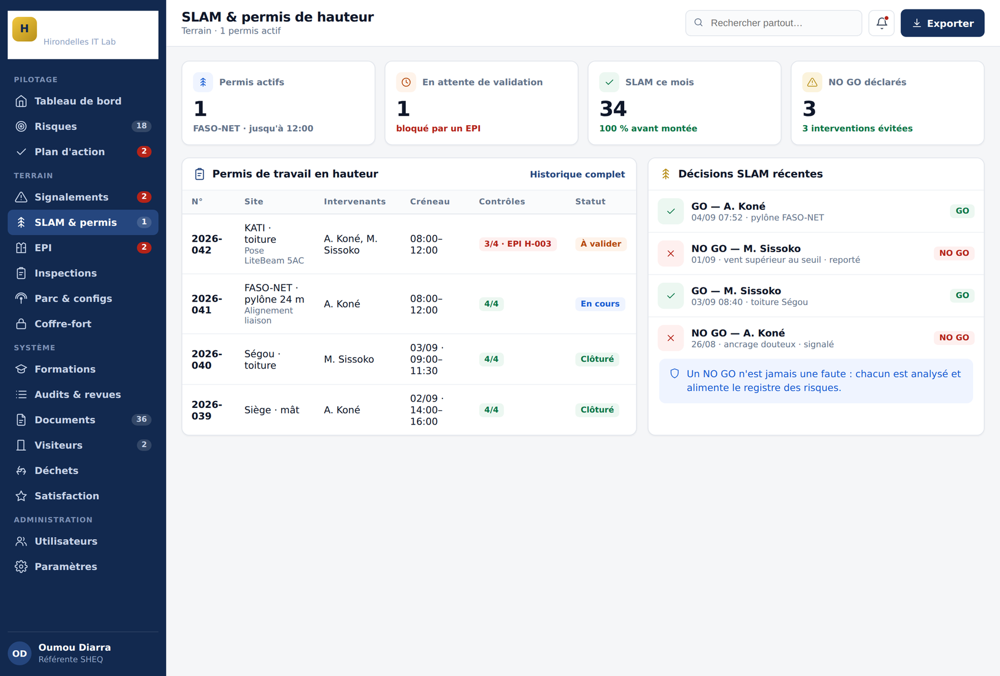 H
Hirondelles IT Lab
PILOTAGE
Tableau de bord
Risques 18
Plan d'action 2
TERRAIN
Signalements 2
SLAM & permis 1
EPI 2
Inspections
Parc & configs
Coffre-fort
SYSTÈME
Formations
Audits & revues
Documents 36
Visiteurs 2
Déchets
Satisfaction
ADMINISTRATION
Utilisateurs
Paramètres
OD
Oumou Diarra
Référente SHEQ
SLAM & permis de hauteur
Terrain · 1 permis actif
Rechercher partout…
Exporter
Permis actifs
1
FASO-NET · jusqu'à 12:00
En attente de validation
1
bloqué par un EPI
SLAM ce mois
34
100 % avant montée
NO GO déclarés
3
3 interventions évitées
Permis de travail en hauteur
Historique complet
N° Site Intervenants Créneau Contrôles Statut
2026-
042
KATI ·
toiture
Pose
LiteBeam 5AC
A. Koné, M.
Sissoko
08:00–
12:00
3/4 · EPI H-003
À valider
2026-
041
FASO-NET ·
pylône 24 m
Alignement
liaison
A. Koné
08:00–
12:00
4/4
En cours
2026-
040
Ségou ·
toiture
M. Sissoko
03/09 ·
09:00–
11:30
4/4
Clôturé
2026-
039
Siège · mât
A. Koné
02/09 ·
14:00–
16:00
4/4
Clôturé
Décisions SLAM récentes
GO — A. Koné
04/09 07:52 · pylône FASO-NET
GO
NO GO — M. Sissoko
01/09 · vent supérieur au seuil · reporté
NO GO
GO — M. Sissoko
03/09 08:40 · toiture Ségou
GO
NO GO — A. Koné
26/08 · ancrage douteux · signalé
NO GO
Un NO GO n'est jamais une faute : chacun est analysé et
alimente le registre des risques.